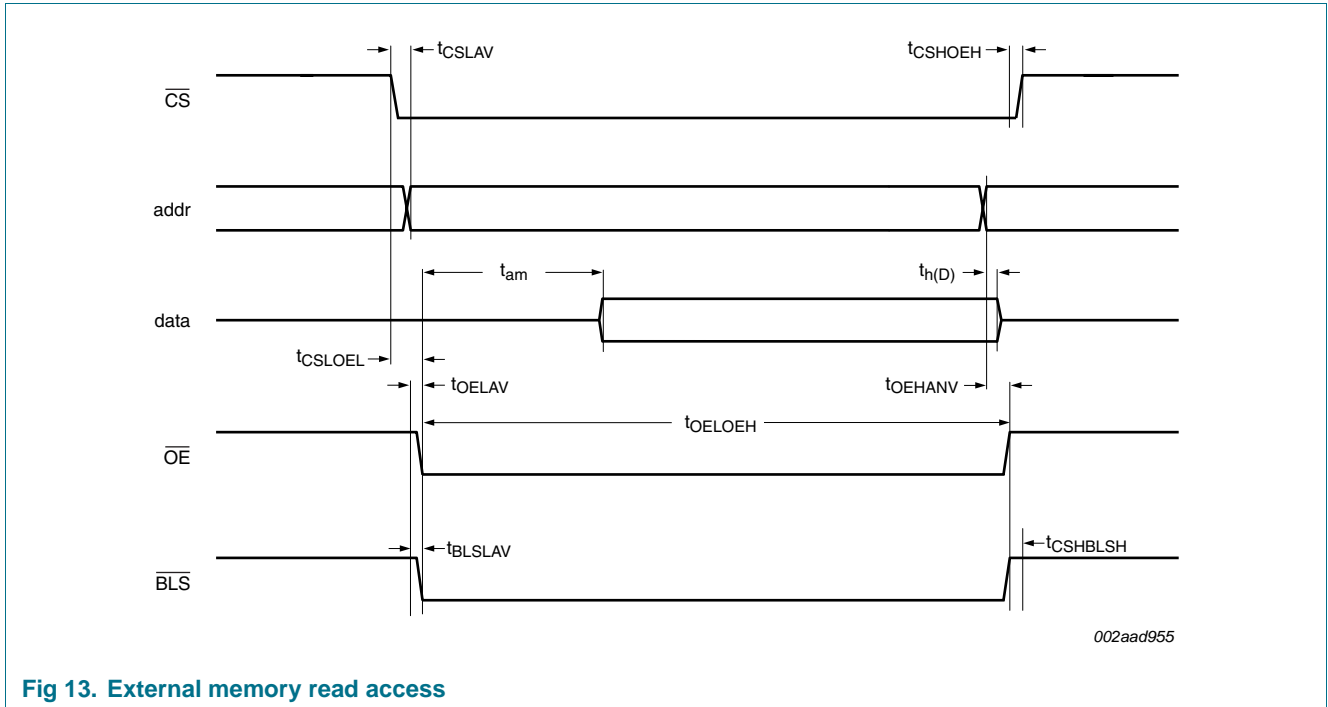 tCSLAV
tCSHOEH
CS
addr
tam
th(D)
data
tCSLOEL
tOELAV
tOEHANV
tOELOEH
OE
tBLSLAV
tCSHBLSH
BLS
002aad955
Fig 13. External memory read access